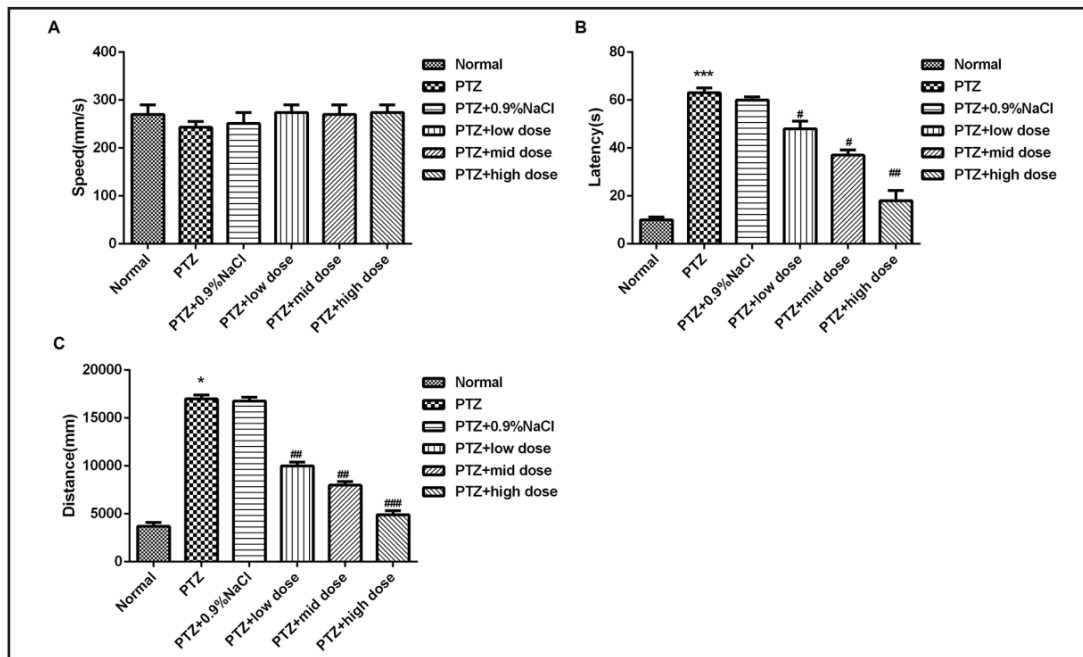 A
Speed(mm/s)
400
300
200
100
0
Normal
PTZ
PTZ+0.9%NaCl
PTZ+low dose
PTZ+mid dose
PTZ+high dose
Normal
PTZ
PTZ+0.9%NaCl
PTZ+low dose
PTZ+mid dose
PTZ+high dose
B
Latency(s)
80
60
40
20
0
***
#
#
##
Normal
PTZ
PTZ+0.9%NaCl
PTZ+low dose
PTZ+mid dose
PTZ+high dose
Normal
PTZ
PTZ+0.9%NaCl
PTZ+low dose
PTZ+mid dose
PTZ+high dose
C
Distance(mm)
20000
15000
10000
5000
0
*
##
##
###
Normal
PTZ
PTZ+0.9%NaCl
PTZ+low dose
PTZ+mid dose
PTZ+high dose
Normal
PTZ
PTZ+0.9%NaCl
PTZ+low dose
PTZ+mid dose
PTZ+high dose